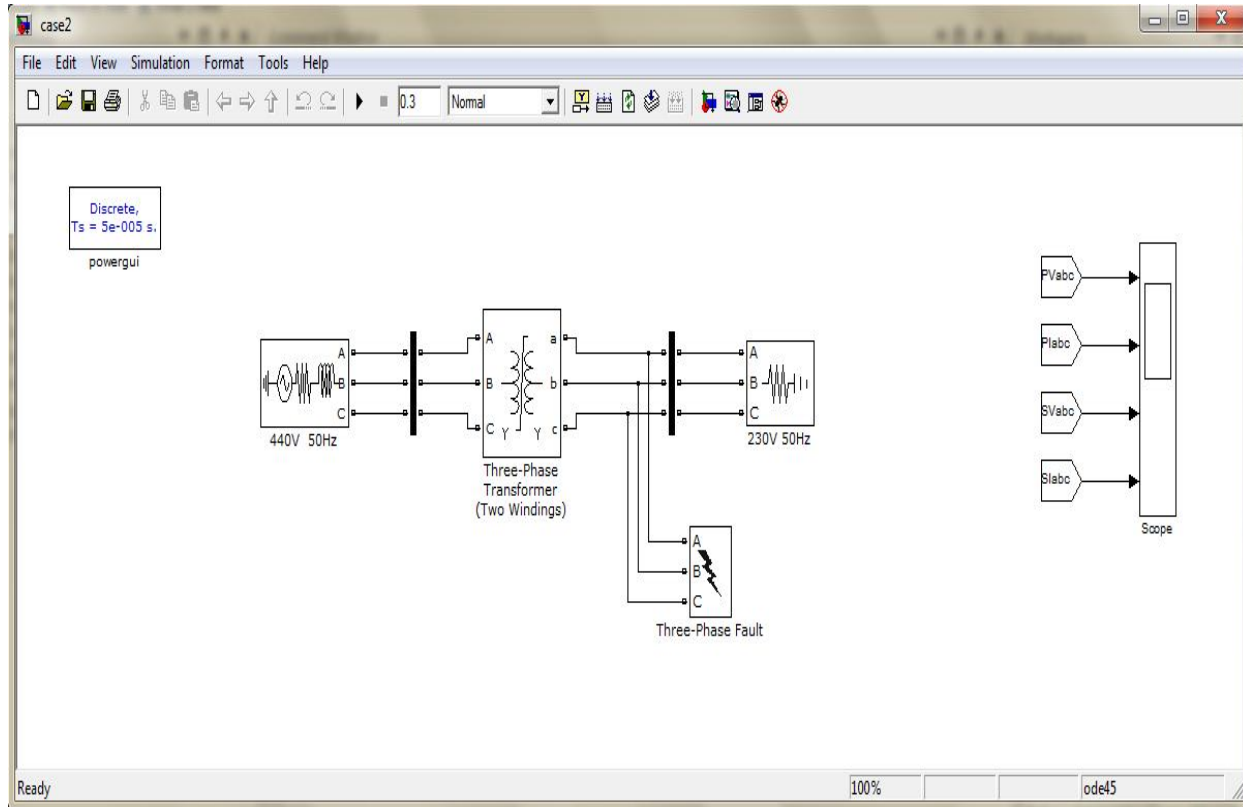 case2
File Edit View Simulation Format Tools Help
0.3 Normal
Discrete,
Ts = 5e-005 s.
powergui
A
B
C
440V 50Hz
A
B
C
a
b
c
Y Y
Three-Phase
Transformer
(Two Windings)
A
B
C
230V 50Hz
A
B
C
Three-Phase Fault
PVabc
PIabc
SVabc
SIabc
Scope
Ready 100% ode45